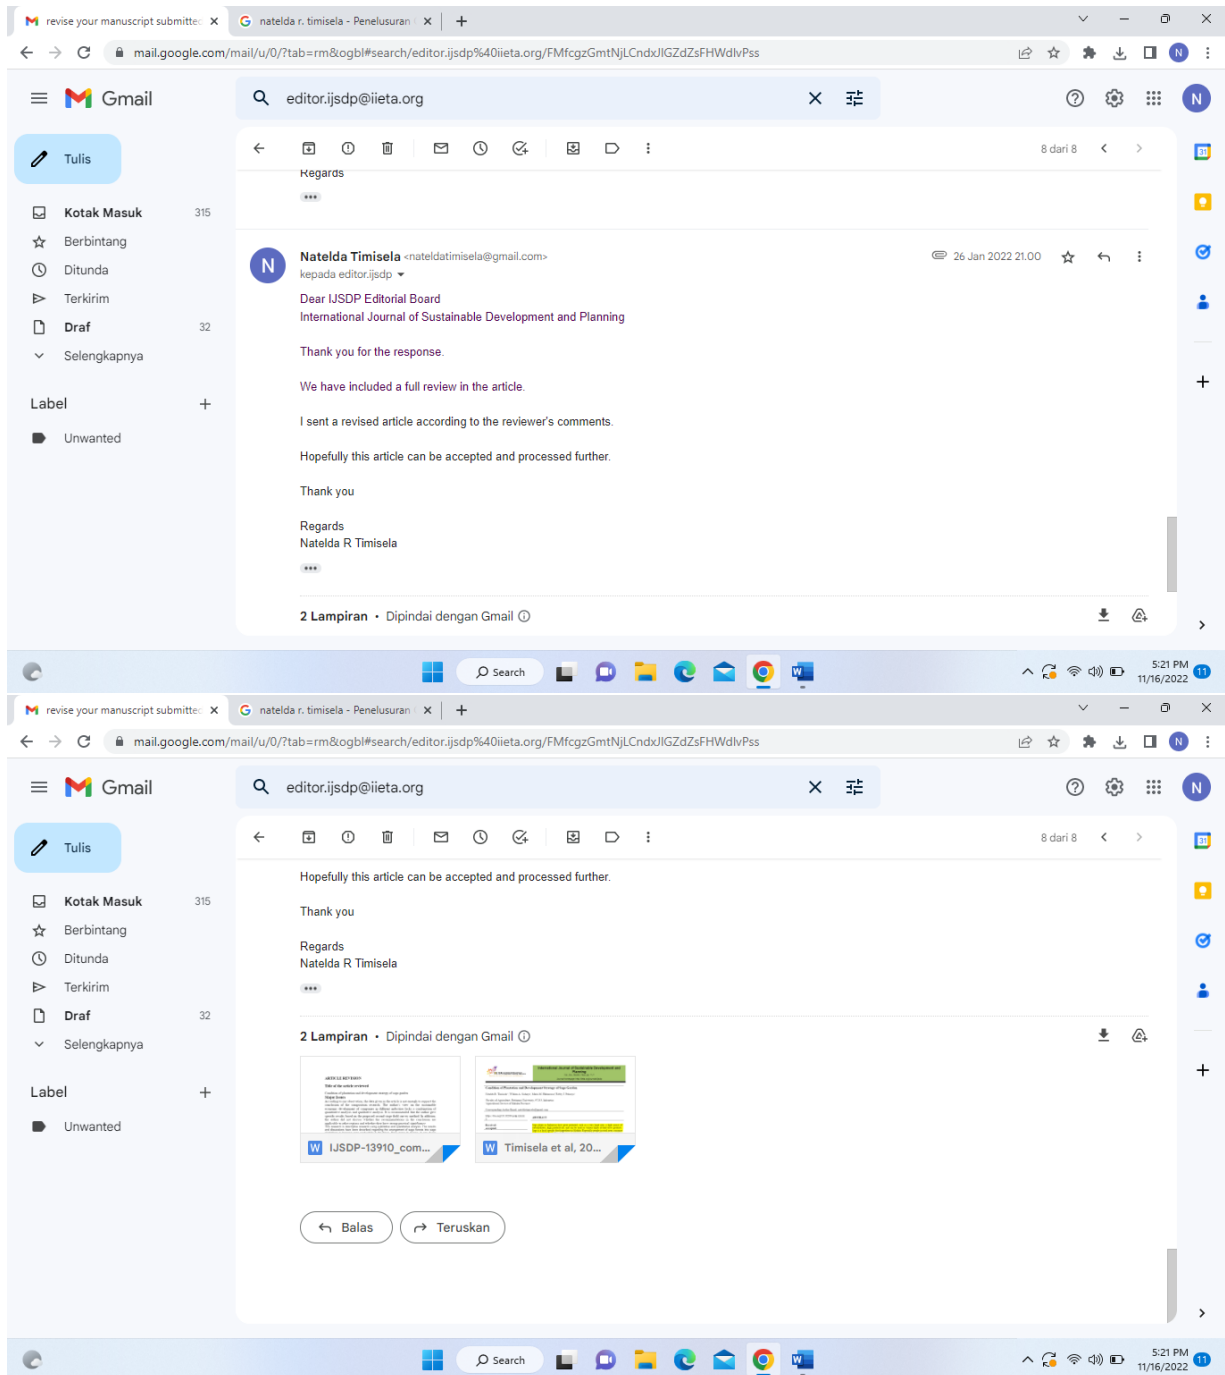 revise your manuscript submitted
natelda r. timisela - Penelusuran
mail.google.com/mail/u/0/?tab=rm&ogbl#search/editor.ijsdp%40iieta.org/FMfcgzGmtNjLCndxJlGZdZsFHWdlvPss
N
Gmail
editor.ijsdp@iieta.org
N
Tulis
8 dari 8
31
Regards
Kotak Masuk 315
Berbintang
Ditunda
Terkirim
Draf 32
Selengkapnya
Label
Unwanted
N
Natelda Timisela <nateldatimisela@gmail.com>
26 Jan 2022 21.00
kepada editor.ijsdp
Dear IJSDP Editorial Board
International Journal of Sustainable Development and Planning
Thank you for the response.
We have included a full review in the article.
I sent a revised article according to the reviewer's comments.
Hopefully this article can be accepted and processed further.
Thank you
Regards
Natelda R Timisela
2 Lampiran • Dipindai dengan Gmail
Search
5:21 PM
11/16/2022
11
revise your manuscript submitted
natelda r. timisela - Penelusuran
mail.google.com/mail/u/0/?tab=rm&ogbl#search/editor.ijsdp%40iieta.org/FMfcgzGmtNjLCndxJlGZdZsFHWdlvPss
N
Gmail
editor.ijsdp@iieta.org
N
Tulis
8 dari 8
31
Kotak Masuk 315
Berbintang
Ditunda
Terkirim
Draf 32
Selengkapnya
Label
Unwanted
Hopefully this article can be accepted and processed further.
Thank you
Regards
Natelda R Timisela
2 Lampiran • Dipindai dengan Gmail
W IJSDP-13910_com...
W Timisela et al, 20...
Balas
Teruskan
Search
5:21 PM
11/16/2022
11